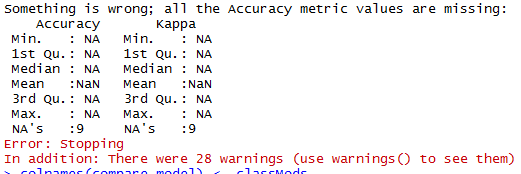 Something is wrong; all the Accuracy metric values are missing:
    Accuracy       Kappa
 Min.   : NA   Min.   : NA
 1st Qu.: NA   1st Qu.: NA
 Median : NA   Median : NA
 Mean   :NaN   Mean   :NaN
 3rd Qu.: NA   3rd Qu.: NA
 Max.   : NA   Max.   : NA
 NA's   :9     NA's   :9
Error: Stopping
In addition: There were 28 warnings (use warnings() to see them)
> colnames(compare_model) <- classMods